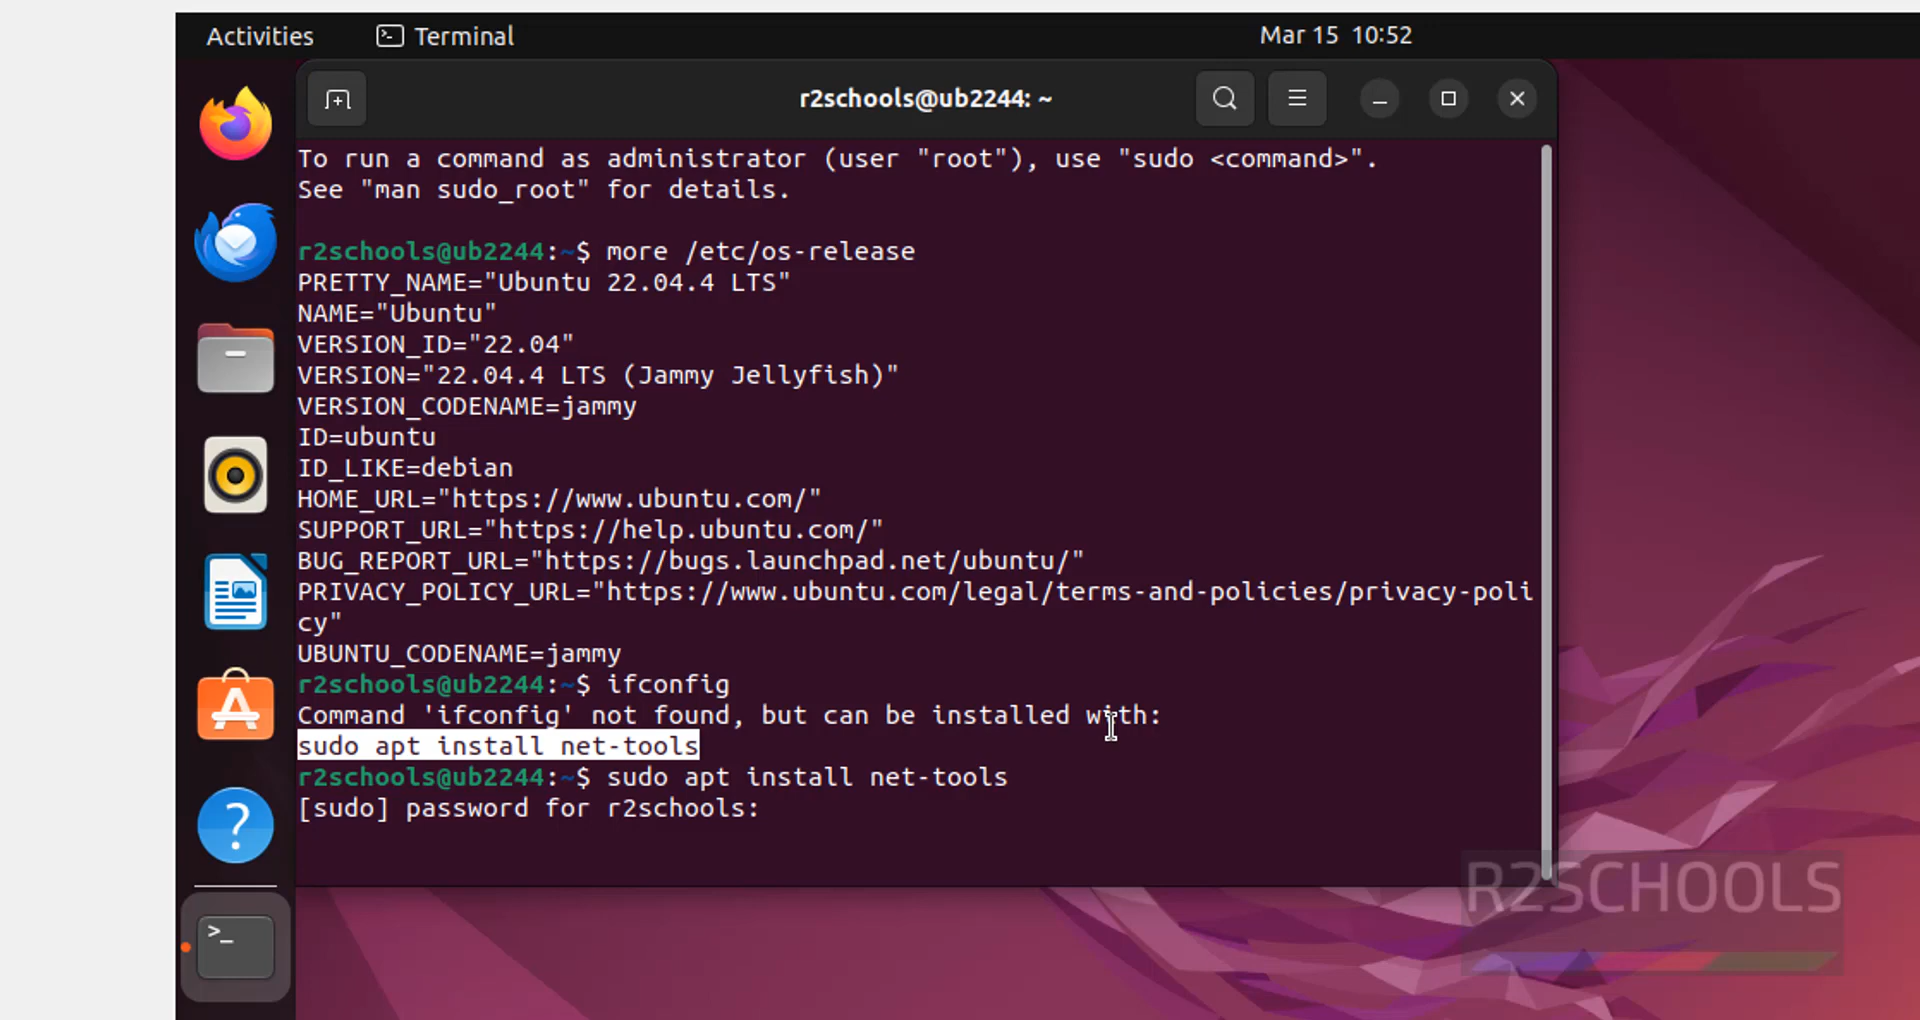 Activities Terminal Mar 15 10:52
r2schools@ub2244: ~
To run a command as administrator (user "root"), use "sudo <command>".
See "man sudo_root" for details.
r2schools@ub2244:~$ more /etc/os-release
PRETTY_NAME="Ubuntu 22.04.4 LTS"
NAME="Ubuntu"
VERSION_ID="22.04"
VERSION="22.04.4 LTS (Jammy Jellyfish)"
VERSION_CODENAME=jammy
ID=ubuntu
ID_LIKE=debian
HOME_URL="https://www.ubuntu.com/"
SUPPORT_URL="https://help.ubuntu.com/"
BUG_REPORT_URL="https://bugs.launchpad.net/ubuntu/"
PRIVACY_POLICY_URL="https://www.ubuntu.com/legal/terms-and-policies/privacy-poli
cy"
UBUNTU_CODENAME=jammy
r2schools@ub2244:~$ ifconfig
Command 'ifconfig' not found, but can be installed with:
sudo apt install net-tools
r2schools@ub2244:~$ sudo apt install net-tools
[sudo] password for r2schools:
R2SCHOOLS